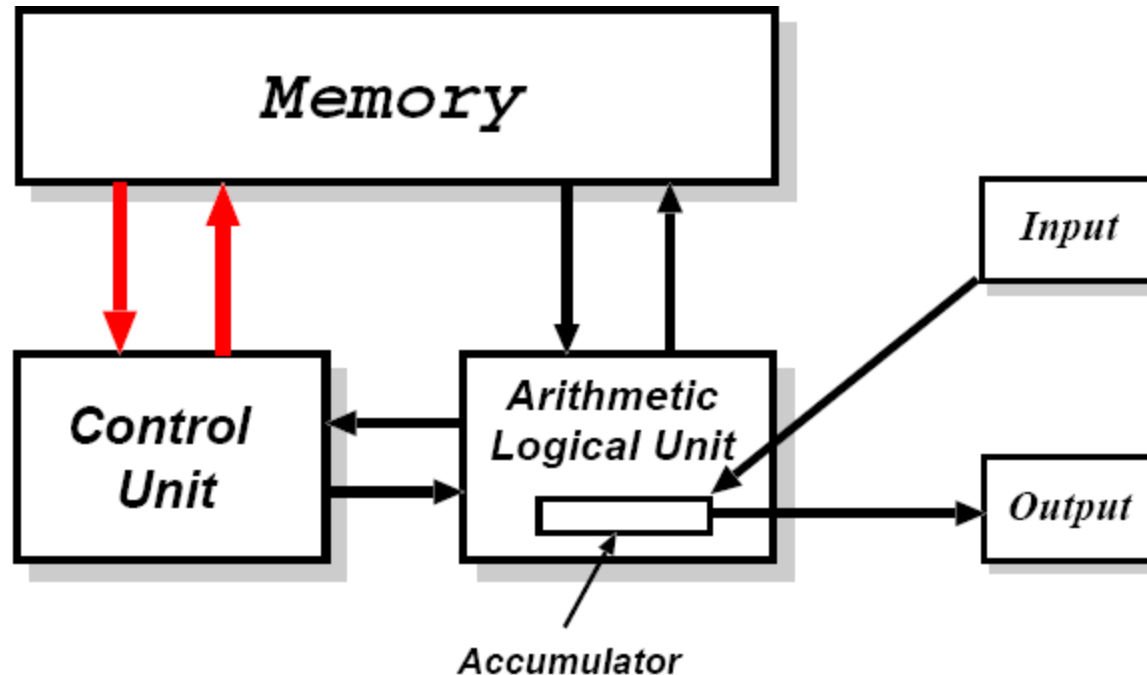 Memory
Input
Control
Unit
Arithmetic
Logical Unit
Output
Accumulator